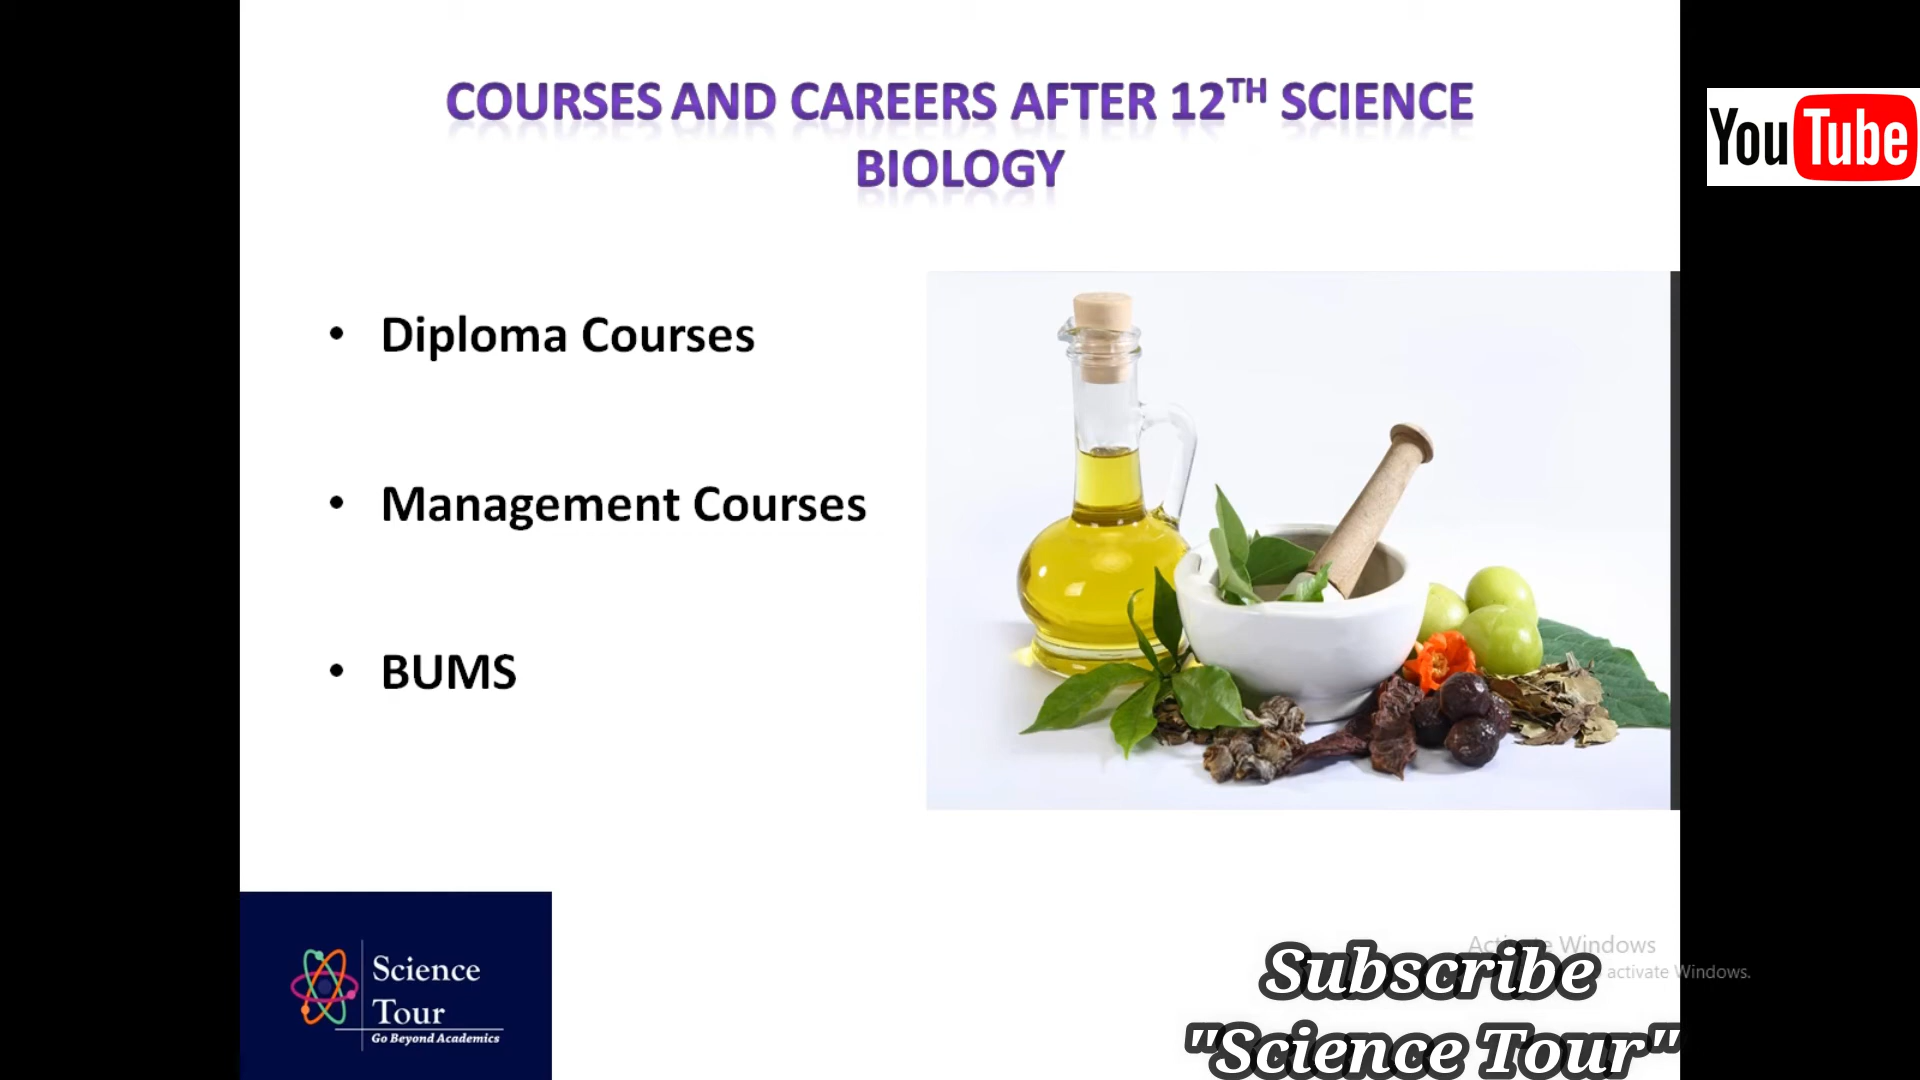 COURSES AND CAREERS AFTER 12TH SCIENCE
BIOLOGY
YouTube
• Diploma Courses
• Management Courses
• BUMS
Science
Tour
Go Beyond Academics
Activate Windows
activate Windows.
Subscribe
"Science Tour"